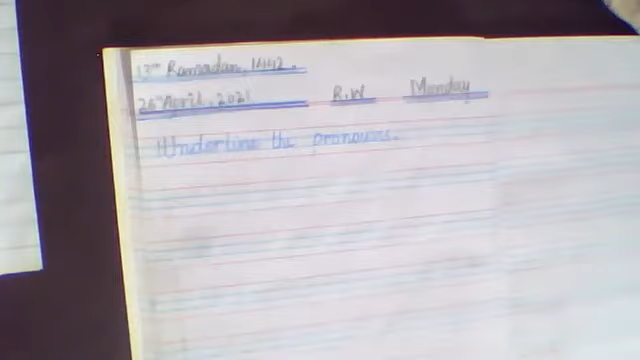 13th Ramadan, 1442.
26th April, 2021 R.W Monday
Underline the pronouns.